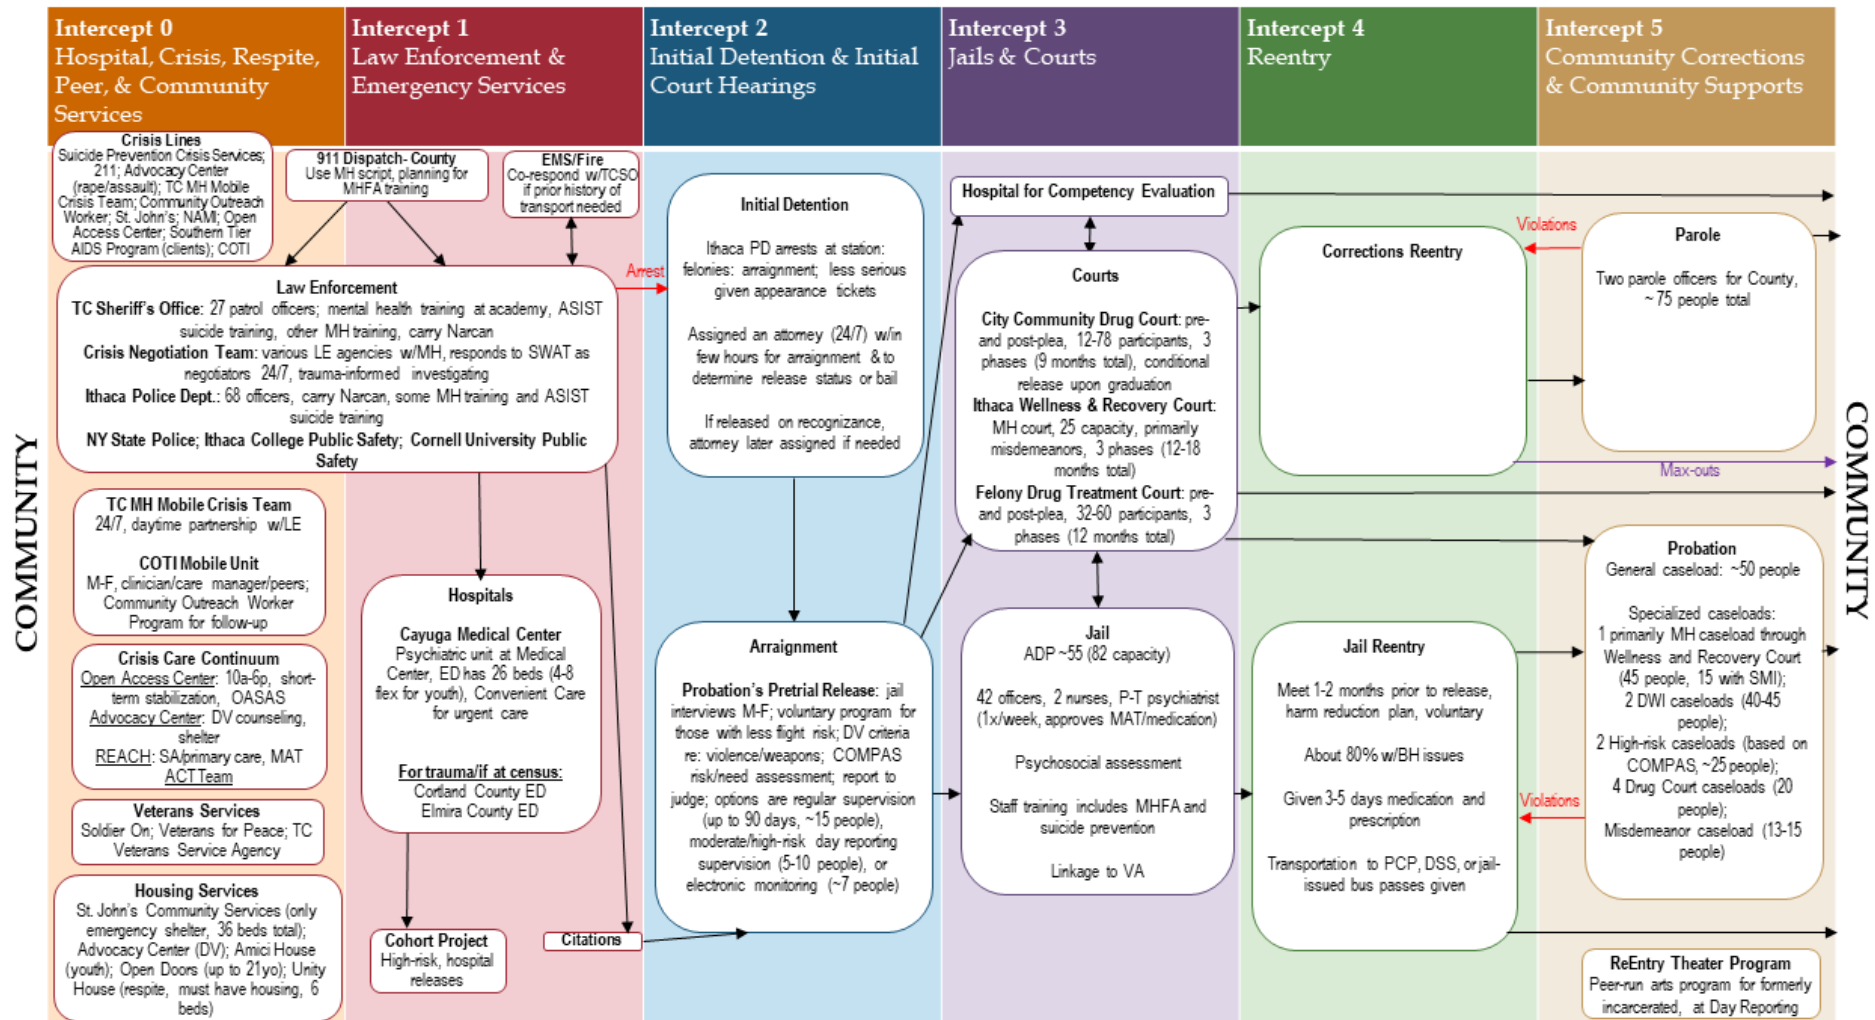 Intercept 0
Hospital, Crisis, Respite,
Peer, & Community
Services
Intercept 1
Law Enforcement &
Emergency Services
Intercept 2
Initial Detention & Initial
Court Hearings
Intercept 3
Jails & Courts
Intercept 4
Reentry
Intercept 5
Community Corrections
& Community Supports
COMMUNITY
Crisis Lines
Suicide Prevention Crisis Services;
211; Advocacy Center
(rape/assault); TC MH Mobile
Crisis Team; Community Outreach
Worker; St. John's; NAMI; Open
Access Center; Southern Tier
AIDS Program (clients); COTI
911 Dispatch- County
Use MH script, planning for
MHFA training
EMS/Fire
Co-respond w/TCSO
if prior history of
transport needed
Law Enforcement
TC Sheriff's Office: 27 patrol officers; mental health training at academy, ASIST
suicide training, other MH training, carry Narcan
Crisis Negotiation Team: various LE agencies w/MH, responds to SWAT as
negotiators 24/7, trauma-informed investigating
Ithaca Police Dept.: 68 officers, carry Narcan, some MH training and ASIST
suicide training
NY State Police; Ithaca College Public Safety; Cornell University Public
Safety
Arrest
TC MH Mobile Crisis Team
24/7, daytime partnership w/LE
COTI Mobile Unit
M-F, clinician/care manager/peers;
Community Outreach Worker
Program for follow-up
Crisis Care Continuum
Open Access Center: 10a-6p, short-
term stabilization, OASAS
Advocacy Center: DV counseling,
shelter
REACH: SA/primary care, MAT
ACT Team
Veterans Services
Soldier On; Veterans for Peace; TC
Veterans Service Agency
Housing Services
St. John's Community Services (only
emergency shelter, 36 beds total);
Advocacy Center (DV); Amici House
(youth); Open Doors (up to 21yo); Unity
House (respite, must have housing, 6
beds)
Hospitals
Cayuga Medical Center
Psychiatric unit at Medical
Center, ED has 26 beds (4-8
flex for youth), Convenient Care
for urgent care
For trauma/if at census:
Cortland County ED
Elmira County ED
Cohort Project
High-risk, hospital
releases
Citations
Initial Detention
Ithaca PD arrests at station:
felonies: arraignment; less serious
given appearance tickets
Assigned an attorney (24/7) w/in
few hours for arraignment & to
determine release status or bail
If released on recognizance,
attorney later assigned if needed
Arraignment
Probation's Pretrial Release: jail
interviews M-F; voluntary program for
those with less flight risk; DV criteria
re: violence/weapons; COMPAS
risk/need assessment; report to
judge; options are regular supervision
(up to 90 days, ~15 people),
moderate/high-risk day reporting
supervision (5-10 people), or
electronic monitoring (~7 people)
Hospital for Competency Evaluation
Courts
City Community Drug Court: pre-
and post-plea, 12-78 participants, 3
phases (9 months total), conditional
release upon graduation
Ithaca Wellness & Recovery Court:
MH court, 25 capacity, primarily
misdemeanors, 3 phases (12-18
months total)
Felony Drug Treatment Court: pre-
and post-plea, 32-60 participants, 3
phases (12 months total)
Jail
ADP ~55 (82 capacity)
42 officers, 2 nurses, P-T psychiatrist
(1x/week, approves MAT/medication)
Psychosocial assessment
Staff training includes MHFA and
suicide prevention
Linkage to VA
Corrections Reentry
Jail Reentry
Meet 1-2 months prior to release,
harm reduction plan, voluntary
About 80% w/BH issues
Given 3-5 days medication and
prescription
Transportation to PCP, DSS, or jail-
issued bus passes given
Violations
Parole
Two parole officers for County,
~ 75 people total
Max-outs
Probation
General caseload: ~50 people
Specialized caseloads:
1 primarily MH caseload through
Wellness and Recovery Court
(45 people, 15 with SMI);
2 DWI caseloads (40-45
people);
2 High-risk caseloads (based on
COMPAS, ~25 people);
4 Drug Court caseloads (20
people);
Misdemeanor caseload (13-15
people)
Violations
ReEntry Theater Program
Peer-run arts program for formerly
incarcerated, at Day Reporting
COMMUNITY